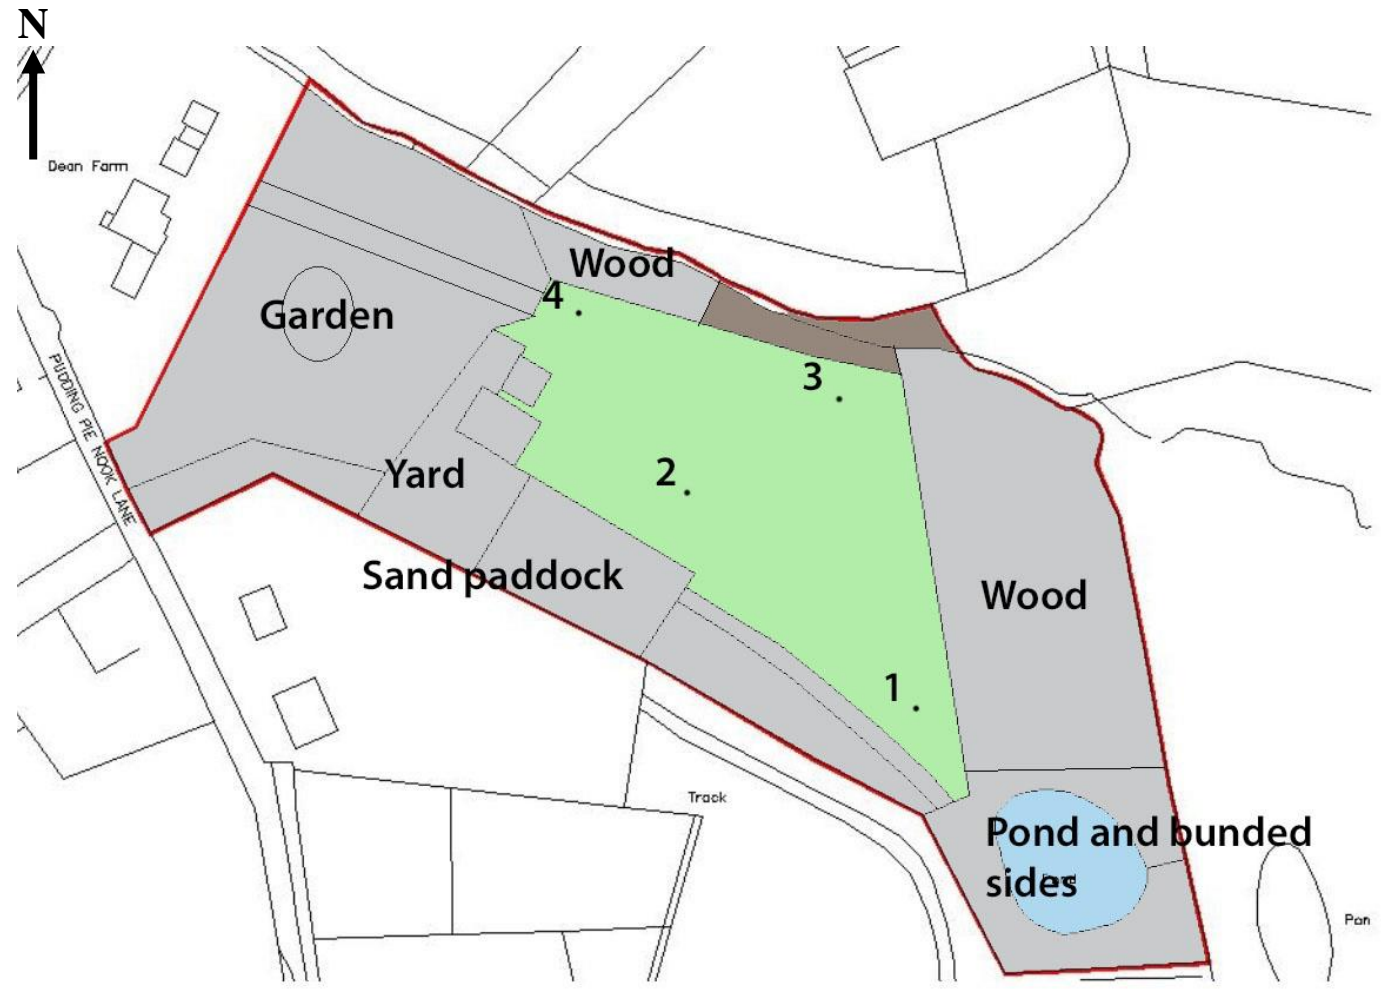 N
Dean Farm
Wood
4
Garden
3
PUDDING PIE NOOK LANE
2
Yard
Sand paddock
Wood
1
Track
Pond and bunded
sides
Pon